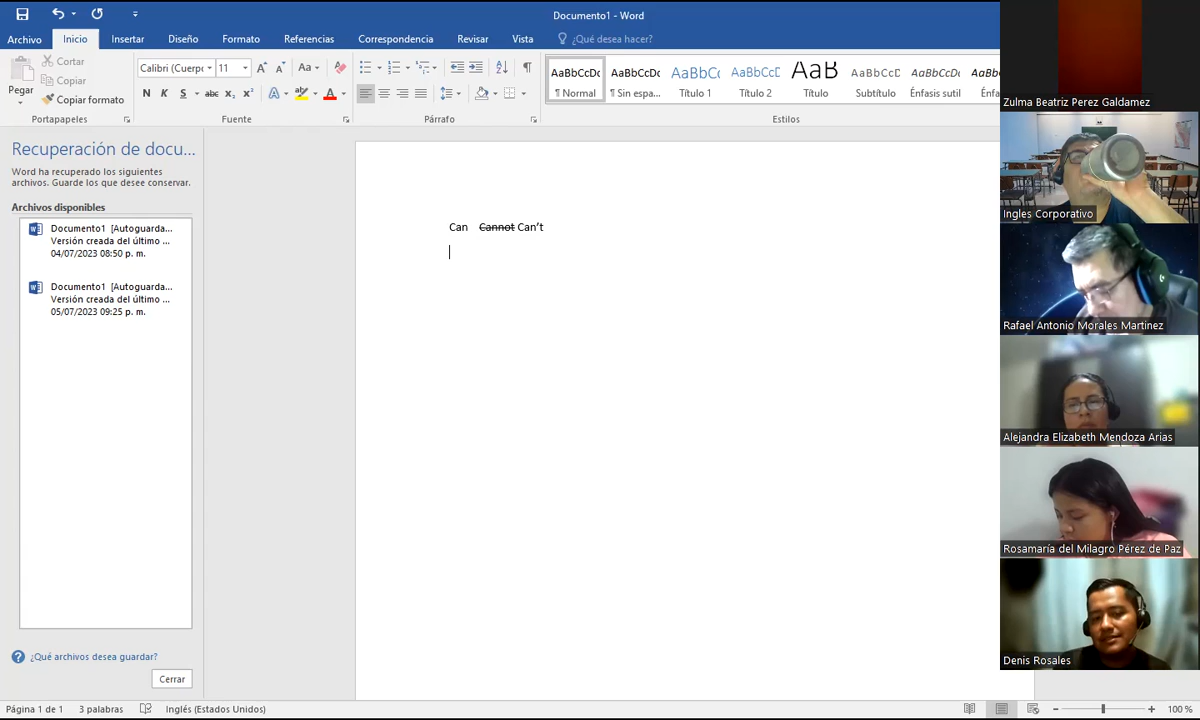 Documento1 - Word
Archivo Inicio Insertar Diseño Formato Referencias Correspondencia Revisar Vista ¿Qué desea hacer?
Pegar
Cortar
Copiar
Copiar formato
Portapapeles
Calibri (Cuerpo 11
N K S abc x₂ x²
Fuente
Párrafo
AaBbCcDc AaBbCcDc AaBbCc AaBbCcD AaB AaBbCcD AaBbCcDc AaBb
¶ Normal ¶ Sin espa... Título 1 Título 2 Título Subtítulo Énfasis sutil Énfa
Estilos
Recuperación de docu...
Word ha recuperado los siguientes
archivos. Guarde los que desee conservar.
Archivos disponibles
Documento1 [Autoguarda...
Versión creada del último ...
04/07/2023 08:50 p. m.
Documento1 [Autoguarda...
Versión creada del último ...
05/07/2023 09:25 p. m.
¿Qué archivos desea guardar?
Cerrar
Can Cannot Can't
Página 1 de 1 3 palabras Inglés (Estados Unidos) 100 %
Zulma Beatriz Perez Galdamez
Ingles Corporativo
Rafael Antonio Morales Martinez
Alejandra Elizabeth Mendoza Arias
Rosamaría del Milagro Pérez de Paz
Denis Rosales